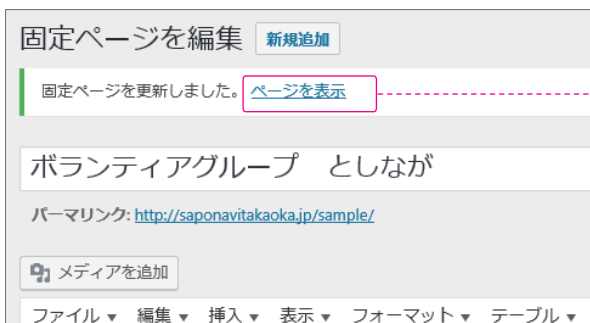 固定ページを編集 新規追加
固定ページを更新しました。 ページを表示
ボランティアグループ　としなが
パーマリンク: http://saponavitakaoka.jp/sample/
メディアを追加
ファイル ▼ 編集 ▼ 挿入 ▼ 表示 ▼ フォーマット ▼ テーブル ▼